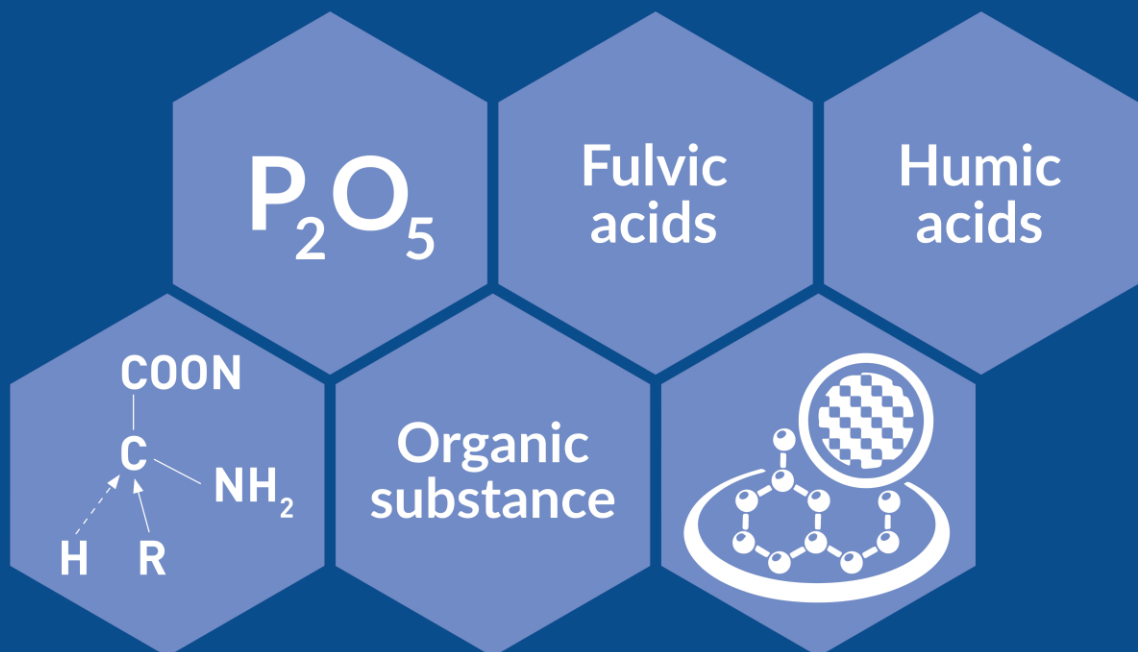 P₂O₅
Fulvic
acids
Humic
acids
COON
C
NH₂
H R
Organic
substance